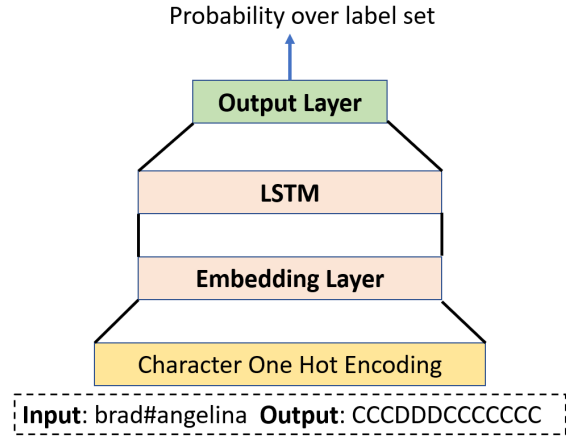 Probability over label set
Output Layer
LSTM
Embedding Layer
Character One Hot Encoding
Input: brad#angelina Output: CCCDDDCCCCCCC